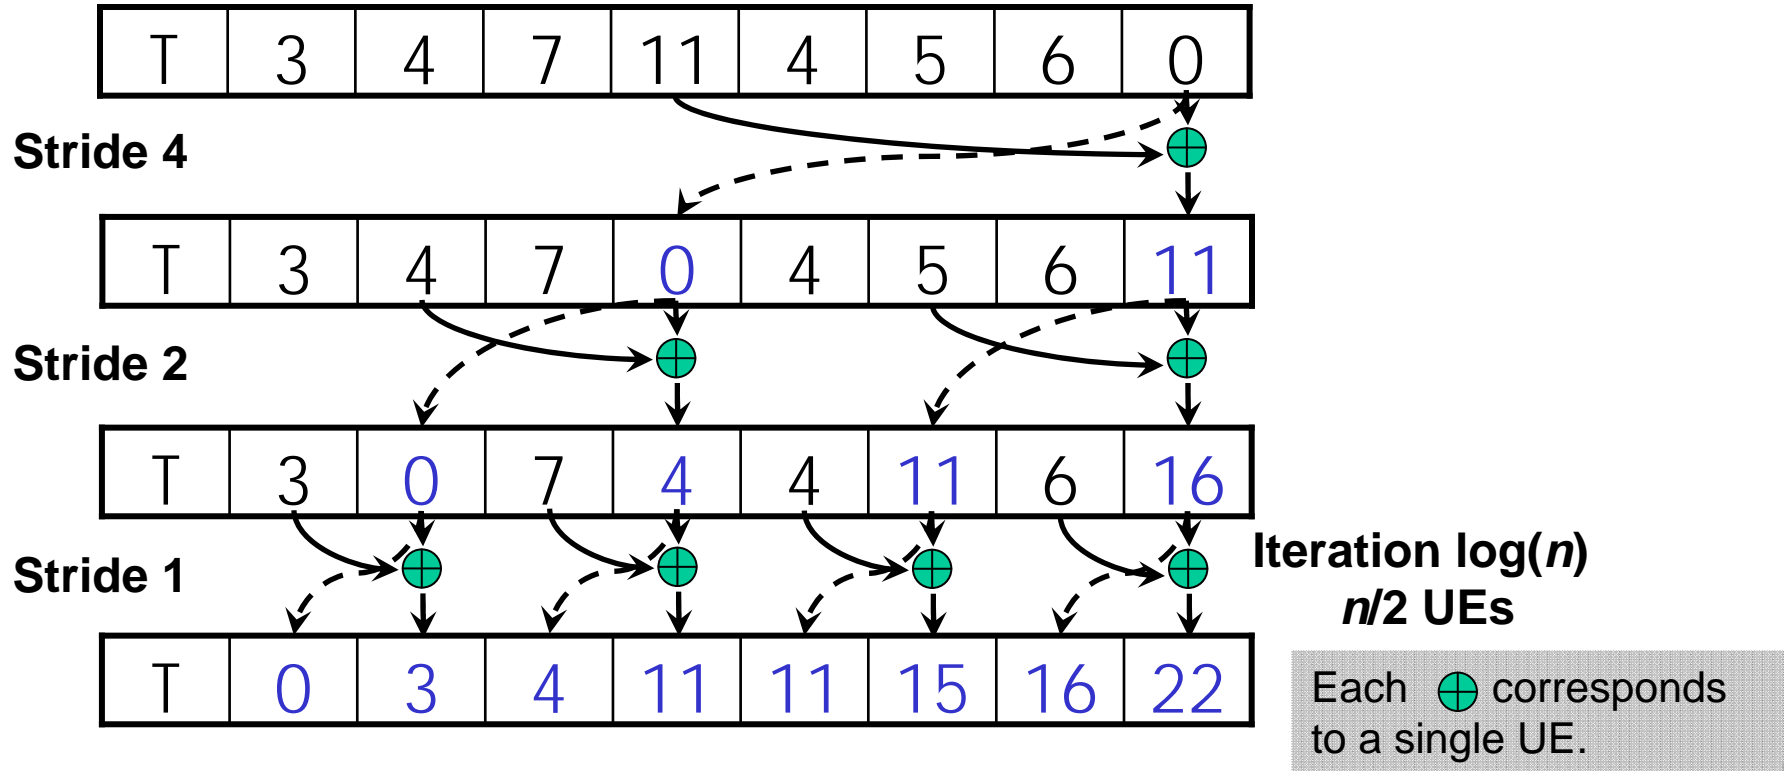 T 3 4 7 11 4 5 6 0
Stride 4
T 3 4 7 0 4 5 6 11
Stride 2
T 3 0 7 4 4 11 6 16
Stride 1
Iteration log(n)
n/2 UEs
T 0 3 4 11 11 15 16 22
Each ⊕ corresponds
to a single UE.